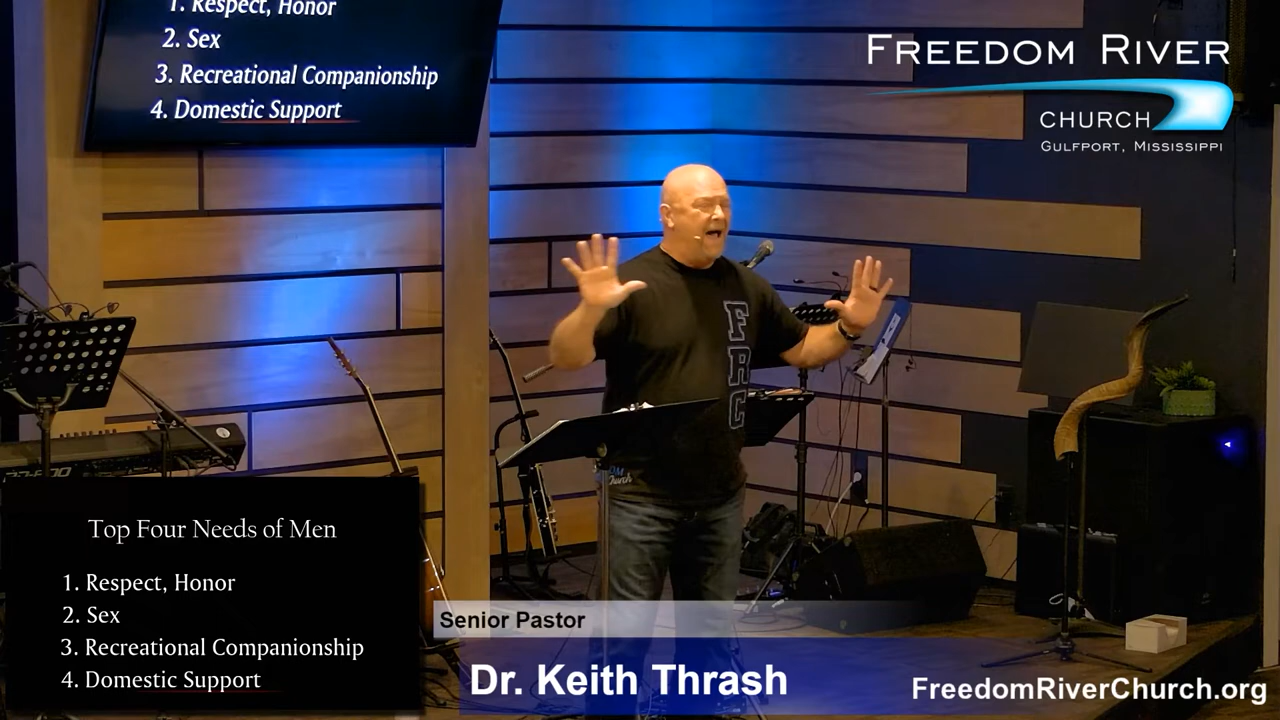 1. Respect, Honor
2. Sex
3. Recreational Companionship
4. Domestic Support
FREEDOM RIVER
CHURCH
GULFPORT, MISSISSIPPI
FRC
Church
Top Four Needs of Men
1. Respect, Honor
2. Sex
3. Recreational Companionship
4. Domestic Support
Senior Pastor
Dr. Keith Thrash
FreedomRiverChurch.org